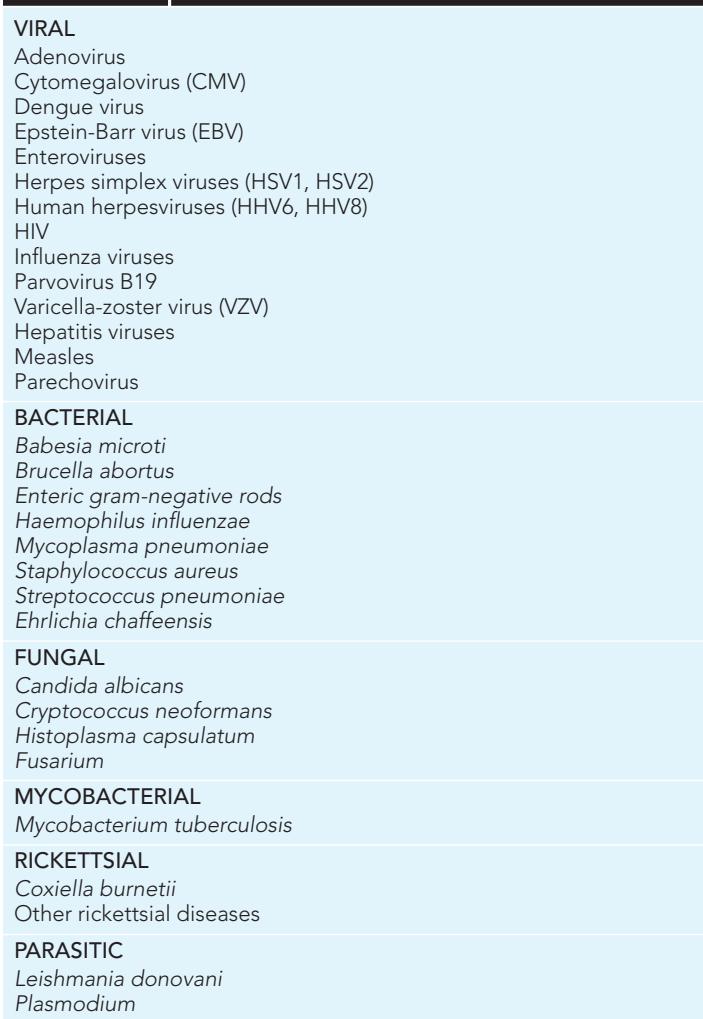 VIRAL
Adenovirus
Cytomegalovirus (CMV)
Dengue virus
Epstein-Barr virus (EBV)
Enteroviruses
Herpes simplex viruses (HSV1, HSV2)
Human herpesviruses (HHV6, HHV8)
HIV
Influenza viruses
Parvovirus B19
Varicella-zoster virus (VZV)
Hepatitis viruses
Measles
Parechovirus
BACTERIAL
Babesia microti
Brucella abortus
Enteric gram-negative rods
Haemophilus influenzae
Mycoplasma pneumoniae
Staphylococcus aureus
Streptococcus pneumoniae
Ehrlichia chaffeensis
FUNGAL
Candida albicans
Cryptococcus neoformans
Histoplasma capsulatum
Fusarium
MYCOBACTERIAL
Mycobacterium tuberculosis
RICKETTSIAL
Coxiella burnetii
Other rickettsial diseases
PARASITIC
Leishmania donovani
Plasmodium